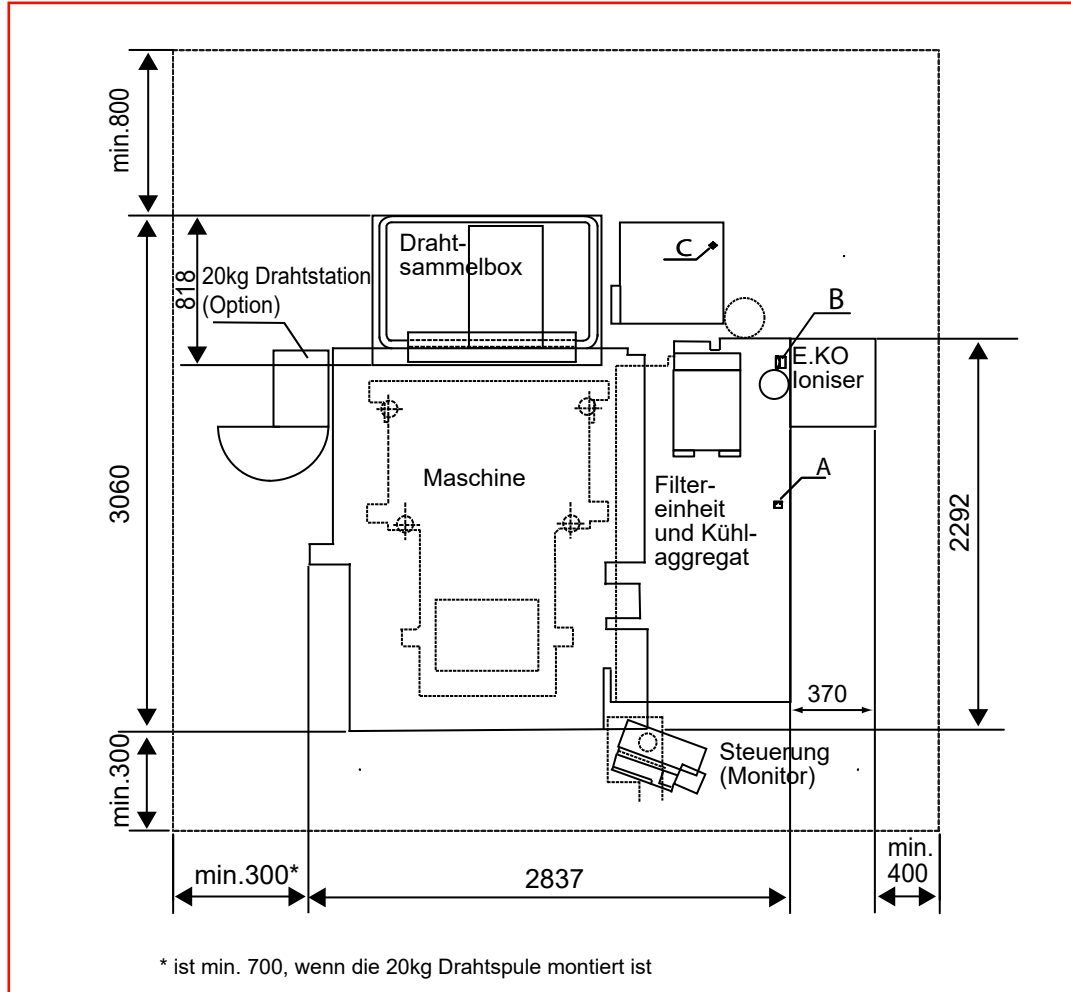 min.800
818
20kg Drahtstation
(Option)
Draht-
sammelbox
C
B
E.KO
Ioniser
3060
Maschine
Filter-
einheit
und Kühl-
aggregat
A
2292
370
Steuerung
(Monitor)
min.300
min.300*
2837
min.
400
* ist min. 700, wenn die 20kg Drahtspule montiert ist